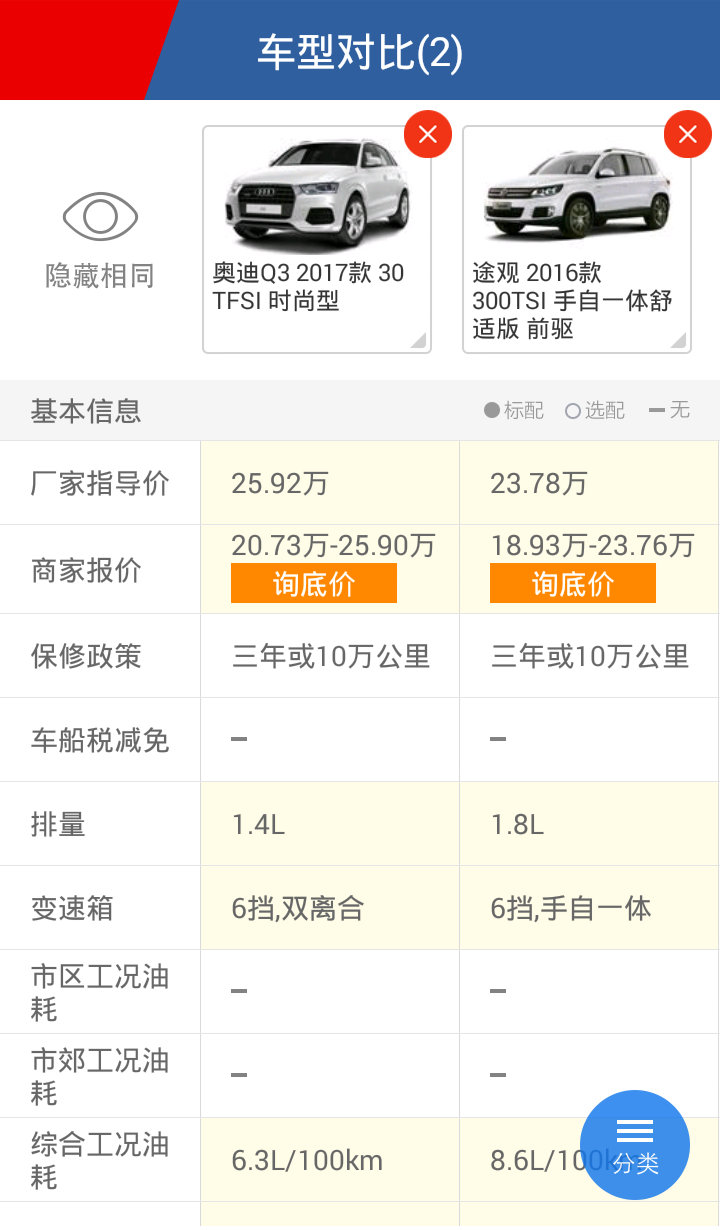 车型对比(2)
隐藏相同
奥迪Q3 2017款 30
TFSI 时尚型
途观 2016款
300TSI 手自一体舒
适版 前驱
基本信息
标配 选配 无
厂家指导价 25.92万 23.78万
商家报价 20.73万-25.90万 18.93万-23.76万
询底价 询底价
保修政策 三年或10万公里 三年或10万公里
车船税减免 - -
排量 1.4L 1.8L
变速箱 6挡,双离合 6挡,手自一体
市区工况油
耗 - -
市郊工况油
耗 - -
综合工况油
耗 6.3L/100km 8.6L/100km
分类